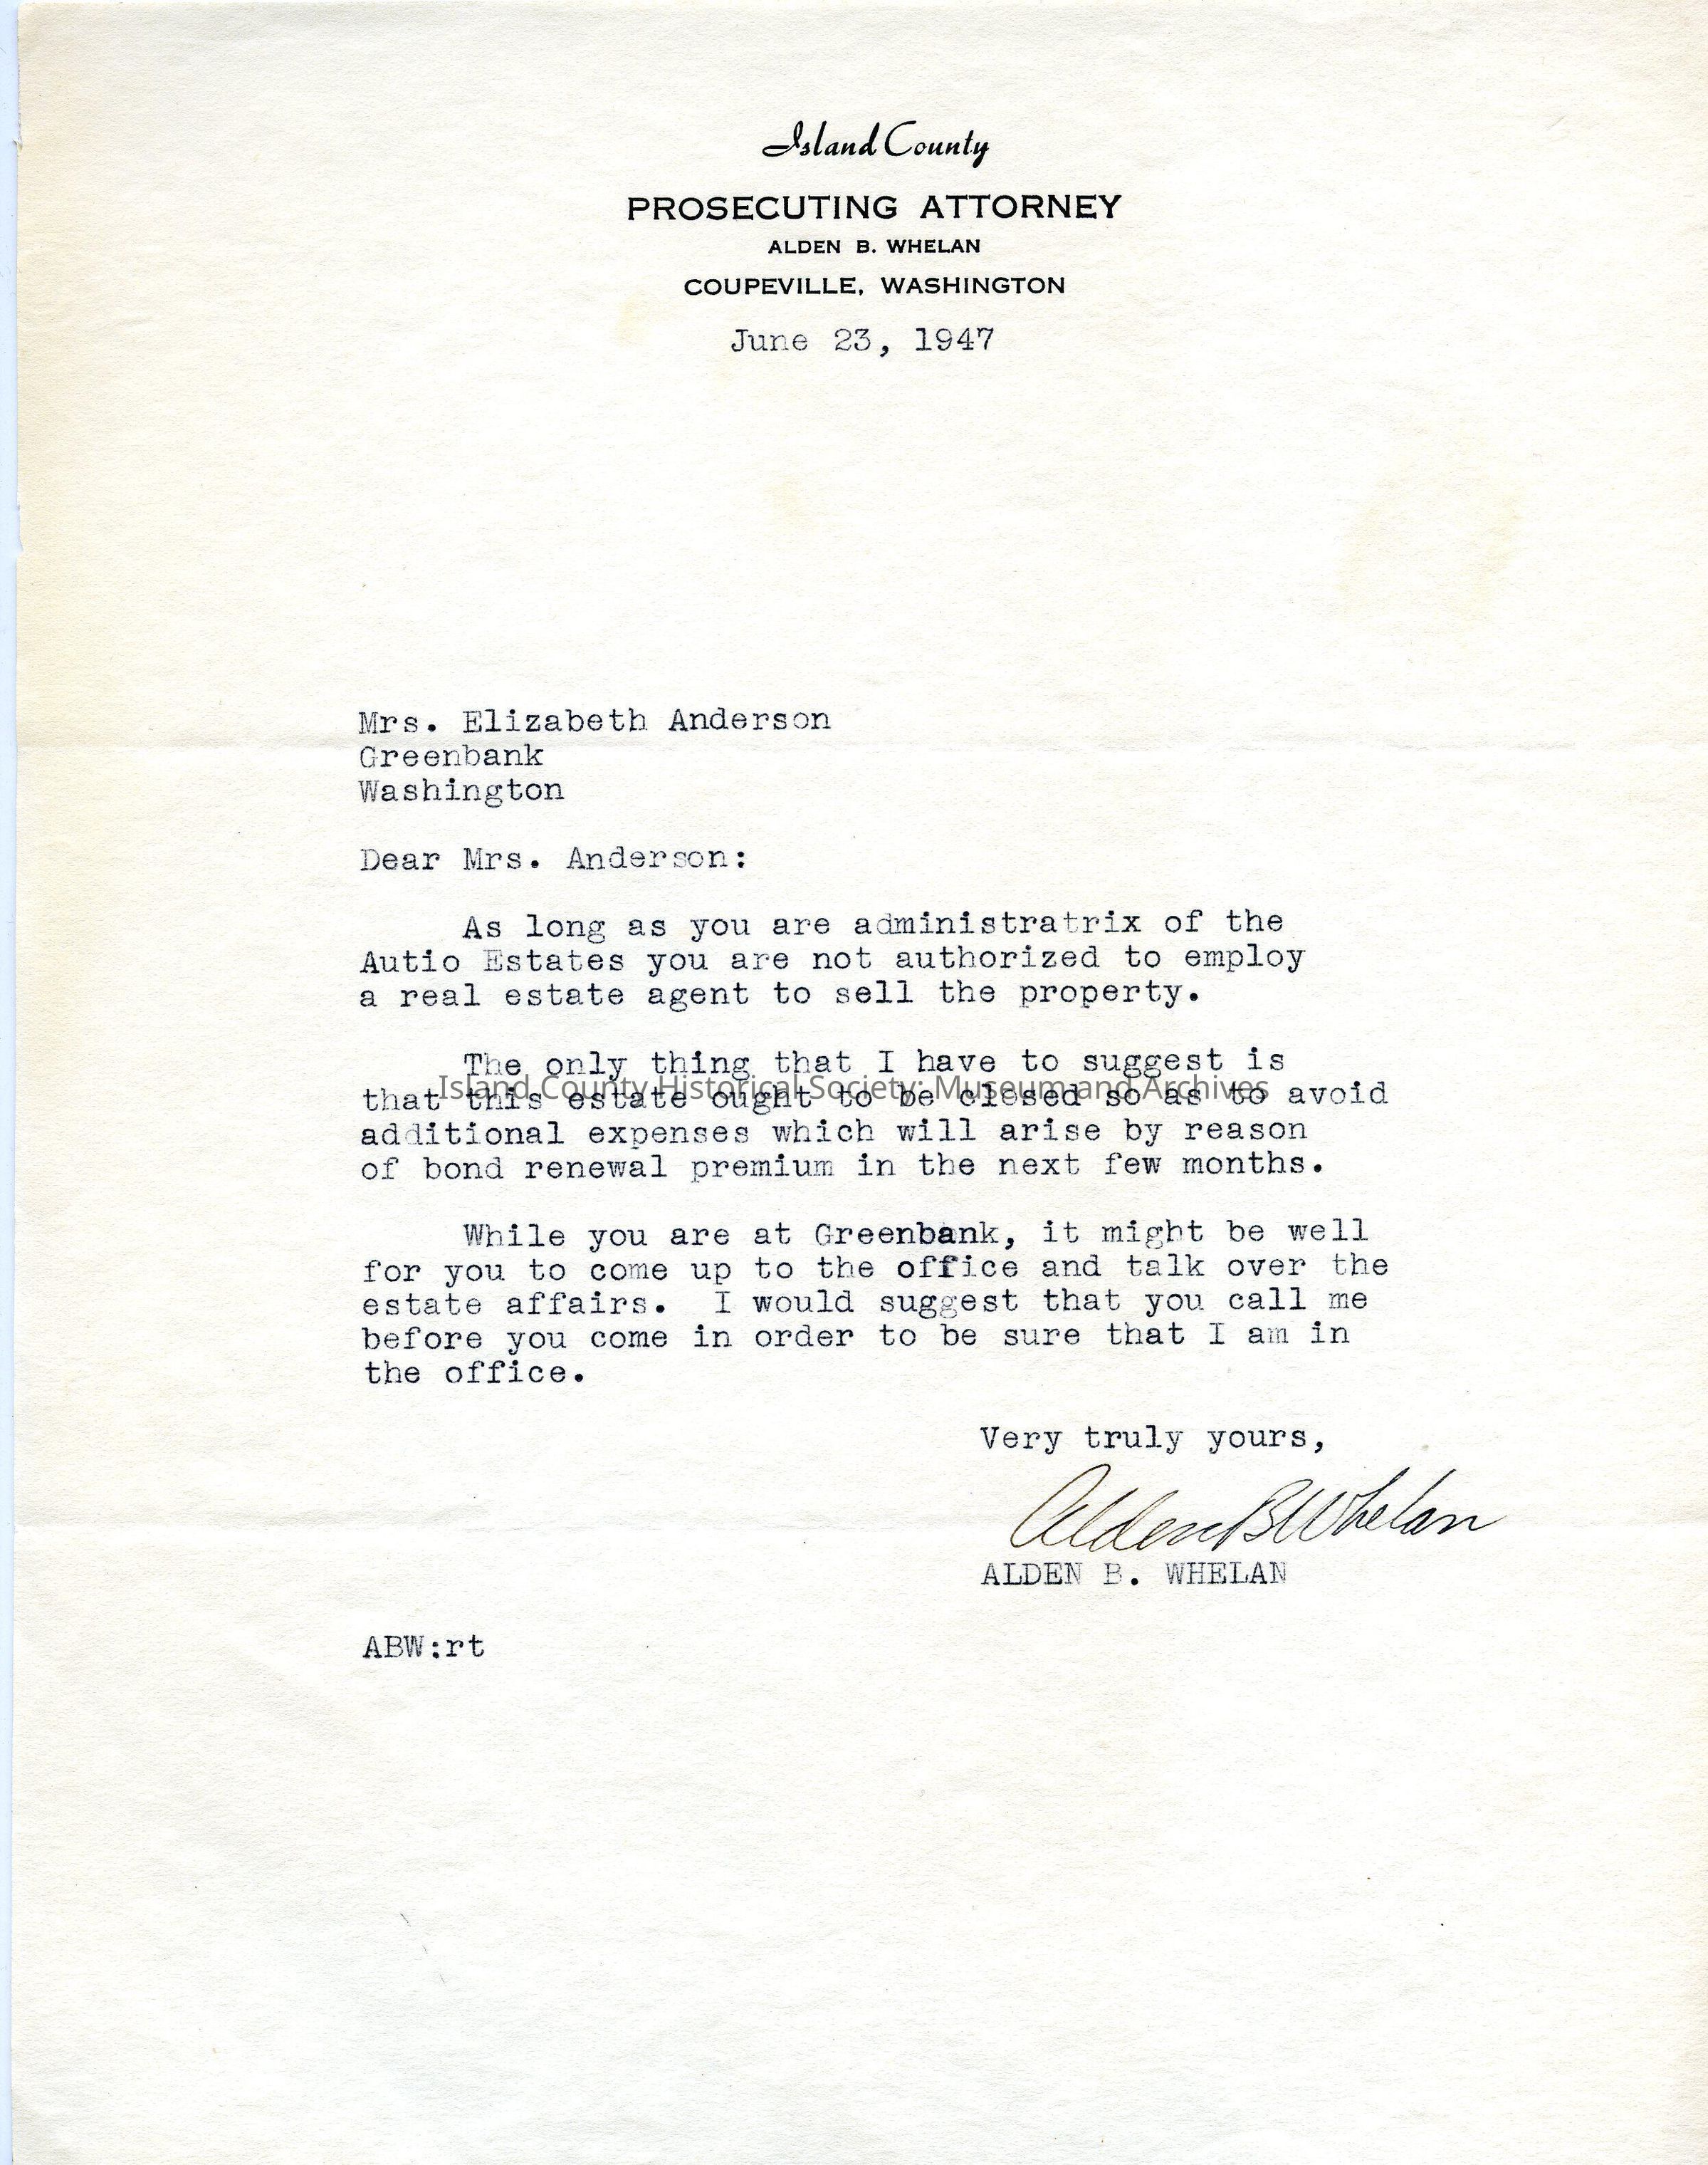 Island County
PROSECUTING ATTORNEY
ALDEN B. WHELAN
COUPEVILLE, WASHINGTON
June 23, 1947
Mrs. Elizabeth Anderson
Greenbank
Washington
Dear Mrs. Anderson:
As long as you are administratrix of the
Autio Estates you are not authorized to employ
a real estate agent to sell the property.
The only thing that I have to suggest is
Island County Historical Society: Museum and Archives
that this estate ought to be closed so as to avoid
additional expenses which will arise by reason
of bond renewal premium in the next few months.
While you are at Greenbank, it might be well
for you to come up to the office and talk over the
estate affairs. I would suggest that you call me
before you come in order to be sure that I am in
the office.
Very truly yours,
Alden B Whelan
ALDEN B. WHELAN
ABW:rt